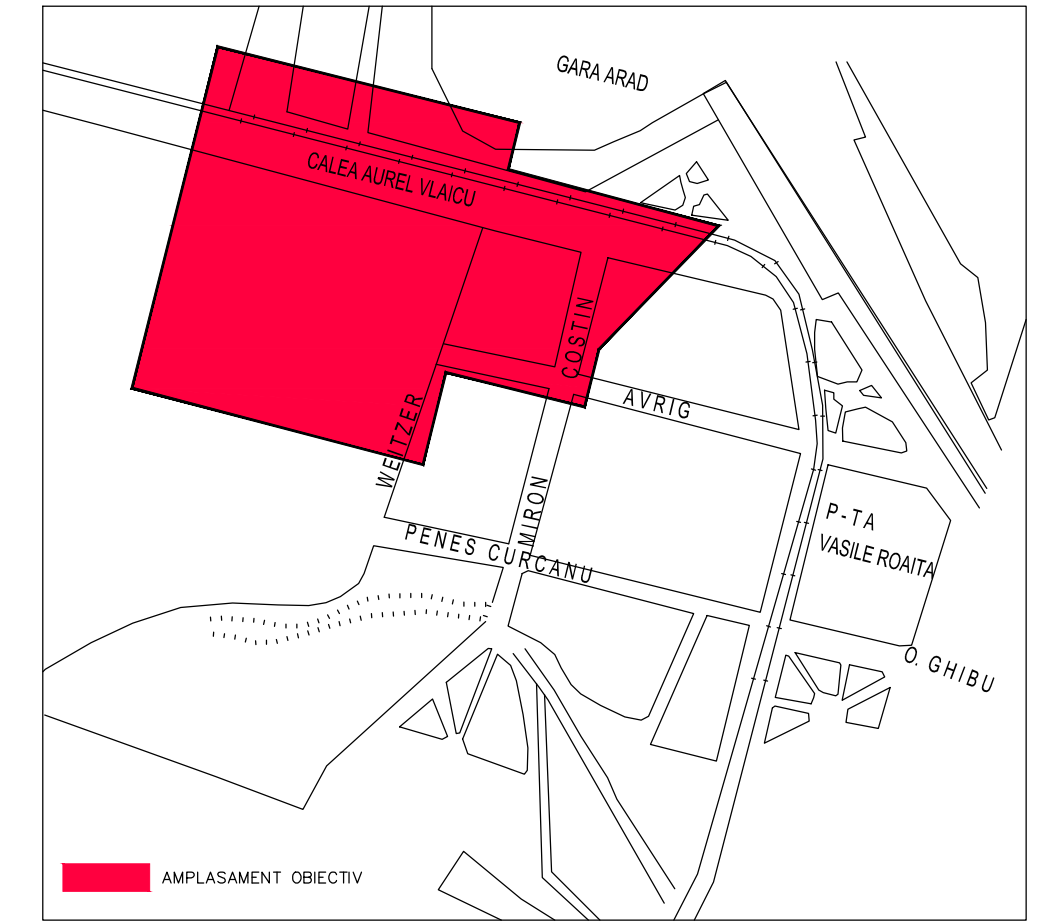 GARA ARAD
CALEA AUREL VLAICU
COSTIN
AVRIG
WEITZER
MIRON
PENES CURCANU
P-TA
VASILE ROAITA
O. GHIBU
AMPLASAMENT OBIECTIV